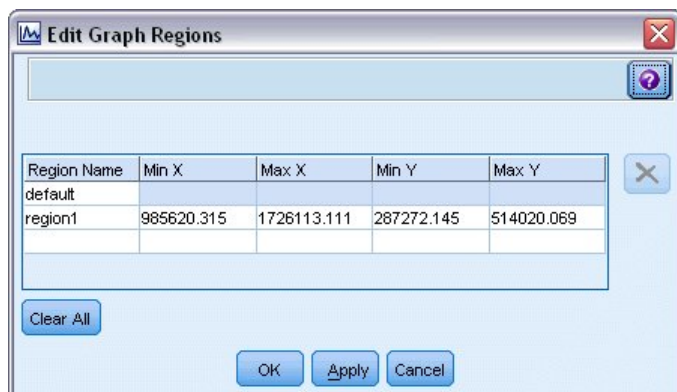 Edit Graph Regions
Region Name Min X Max X Min Y Max Y
default
region1 985620.315 1726113.111 287272.145 514020.069
Clear All
OK Apply Cancel